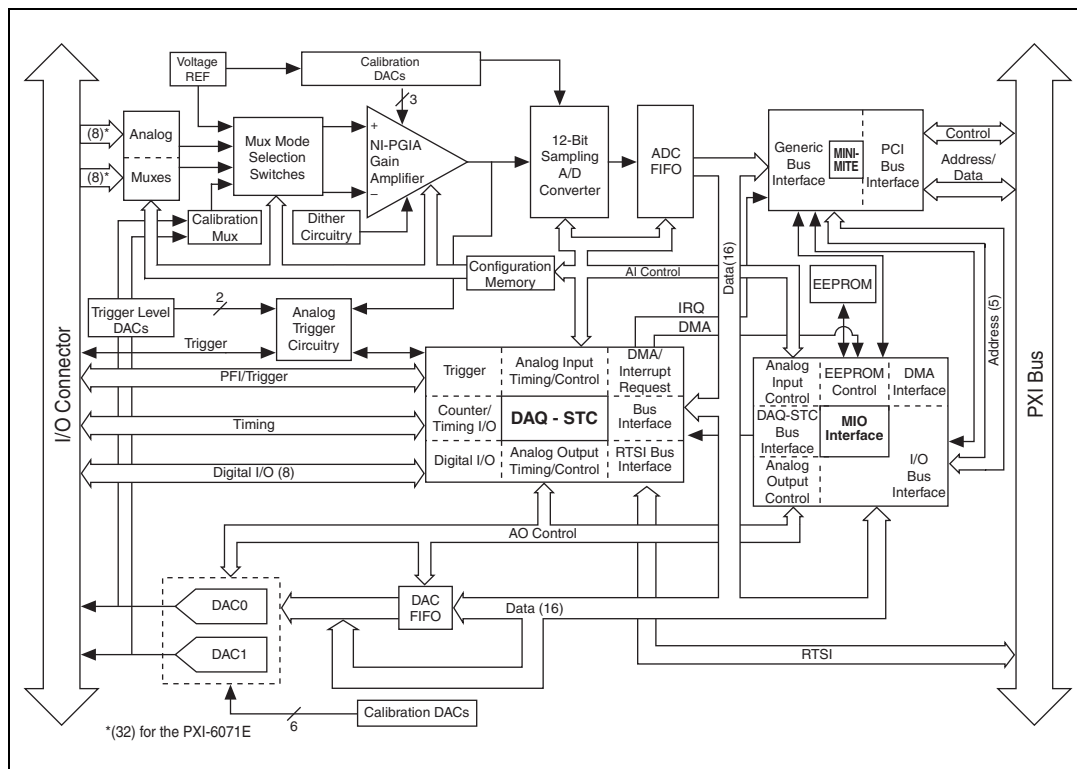 Voltage
REF
Calibration
DACs
3
(8)*
(8)*
Analog
Muxes
Mux Mode
Selection
Switches
+
NI-PGIA
Gain
Amplifier
–
12-Bit
Sampling
A/D
Converter
ADC
FIFO
Generic
Bus
Interface
MINI-
MITE
PCI
Bus
Interface
Control
Address/
Data
Calibration
Mux
Dither
Circuitry
Configuration
Memory
AI Control
Data(16)
EEPROM
Address (5)
IRQ
DMA
Trigger Level
DACs
2
Analog
Trigger
Circuitry
Trigger
PFI/Trigger
Timing
Digital I/O (8)
I/O Connector
PXI Bus
Trigger
Analog Input
Timing/Control
DMA/
Interrupt
Request
Counter/
Timing I/O
DAQ - STC
Bus
Interface
Digital I/O
Analog Output
Timing/Control
RTSI Bus
Interface
Analog
Input
Control
EEPROM
Control
DMA
Interface
DAQ-STC
Bus
Interface
MIO
Interface
Analog
Output
Control
I/O
Bus
Interface
AO Control
DAC0
DAC1
DAC
FIFO
Data (16)
RTSI
6
Calibration DACs
*(32) for the PXI-6071E